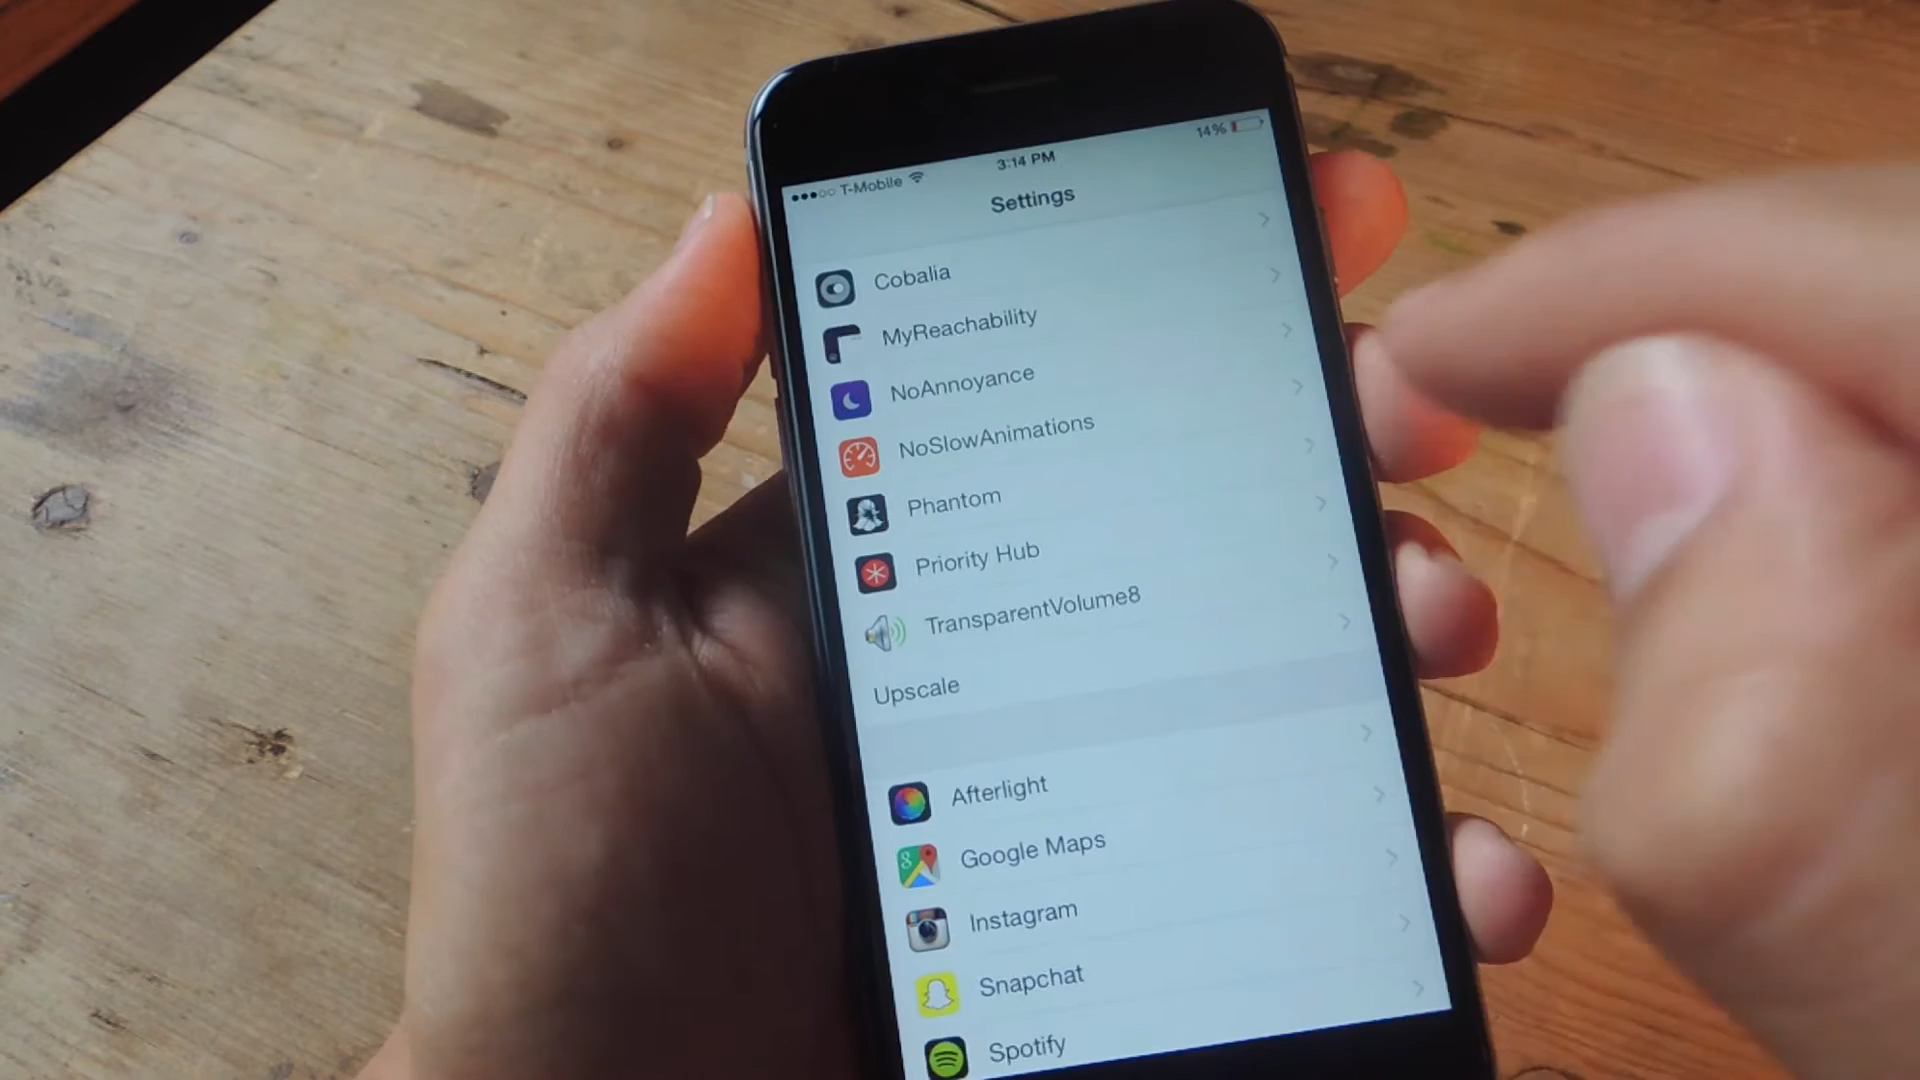 T-Mobile 3:14 PM 14%
Settings
Cobalia
MyReachability
NoAnnoyance
NoSlowAnimations
Phantom
Priority Hub
TransparentVolume8
Upscale
Afterlight
8 Google Maps
Instagram
Snapchat
Spotify